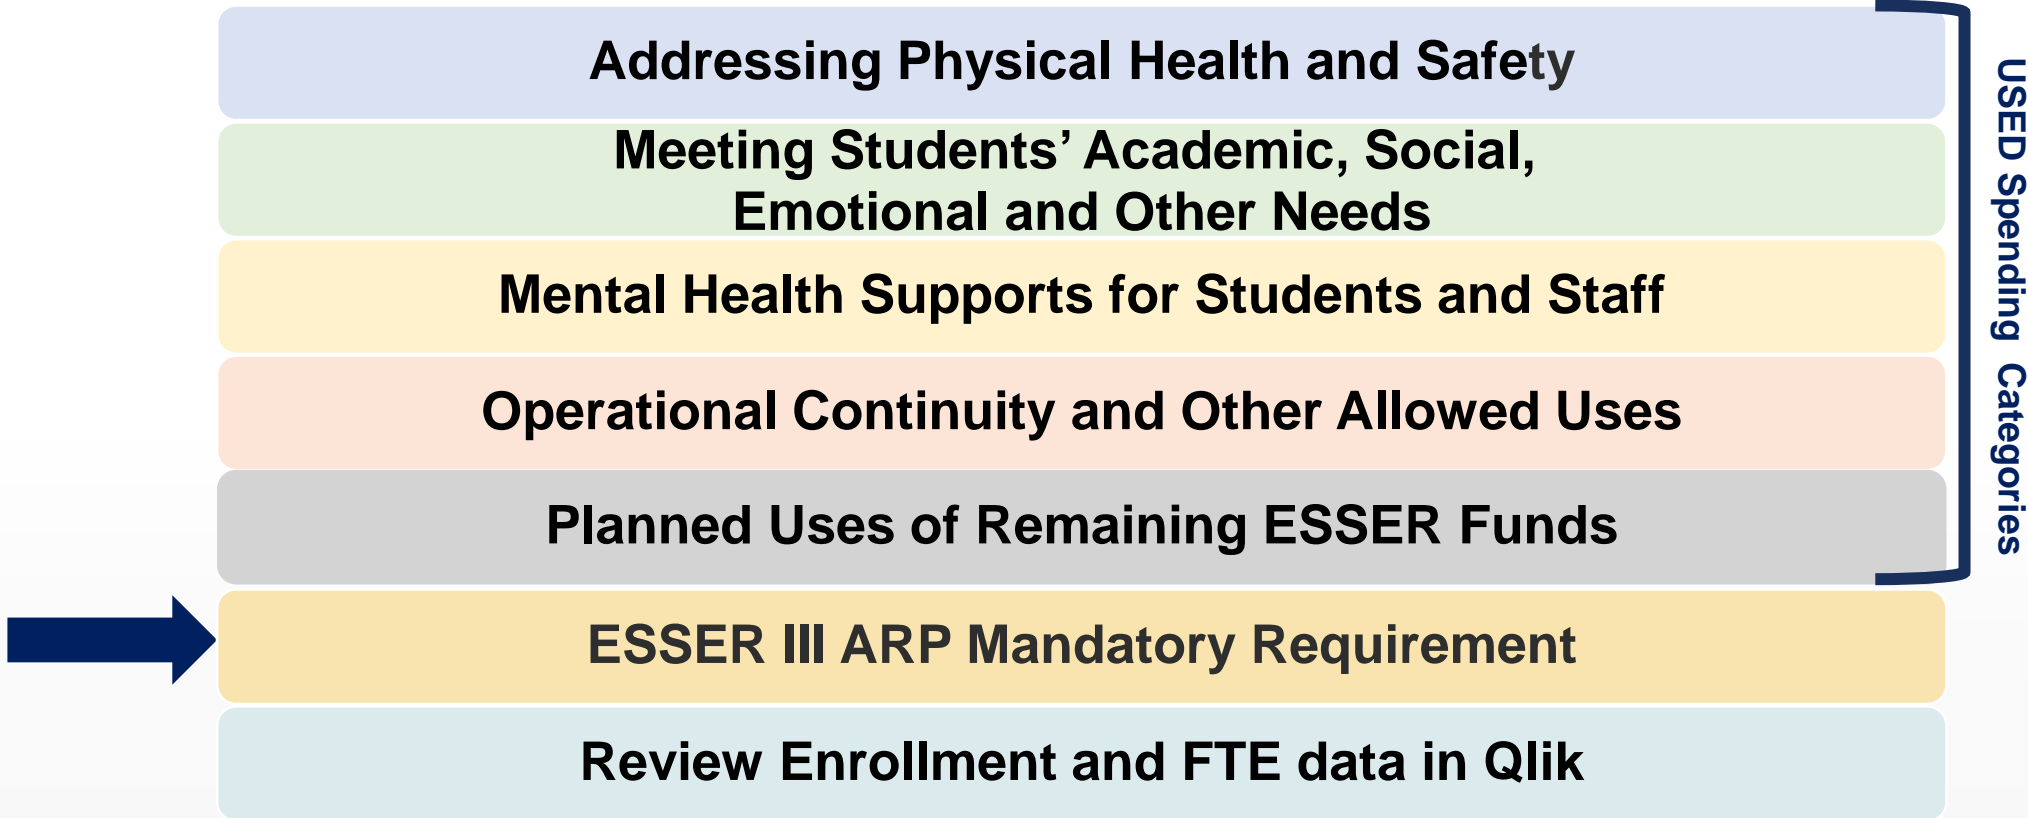 Addressing Physical Health and Safety
Meeting Students’ Academic, Social,
Emotional and Other Needs
Mental Health Supports for Students and Staff
Operational Continuity and Other Allowed Uses
Planned Uses of Remaining ESSER Funds
ESSER III ARP Mandatory Requirement
Review Enrollment and FTE data in Qlik
USED Spending Categories